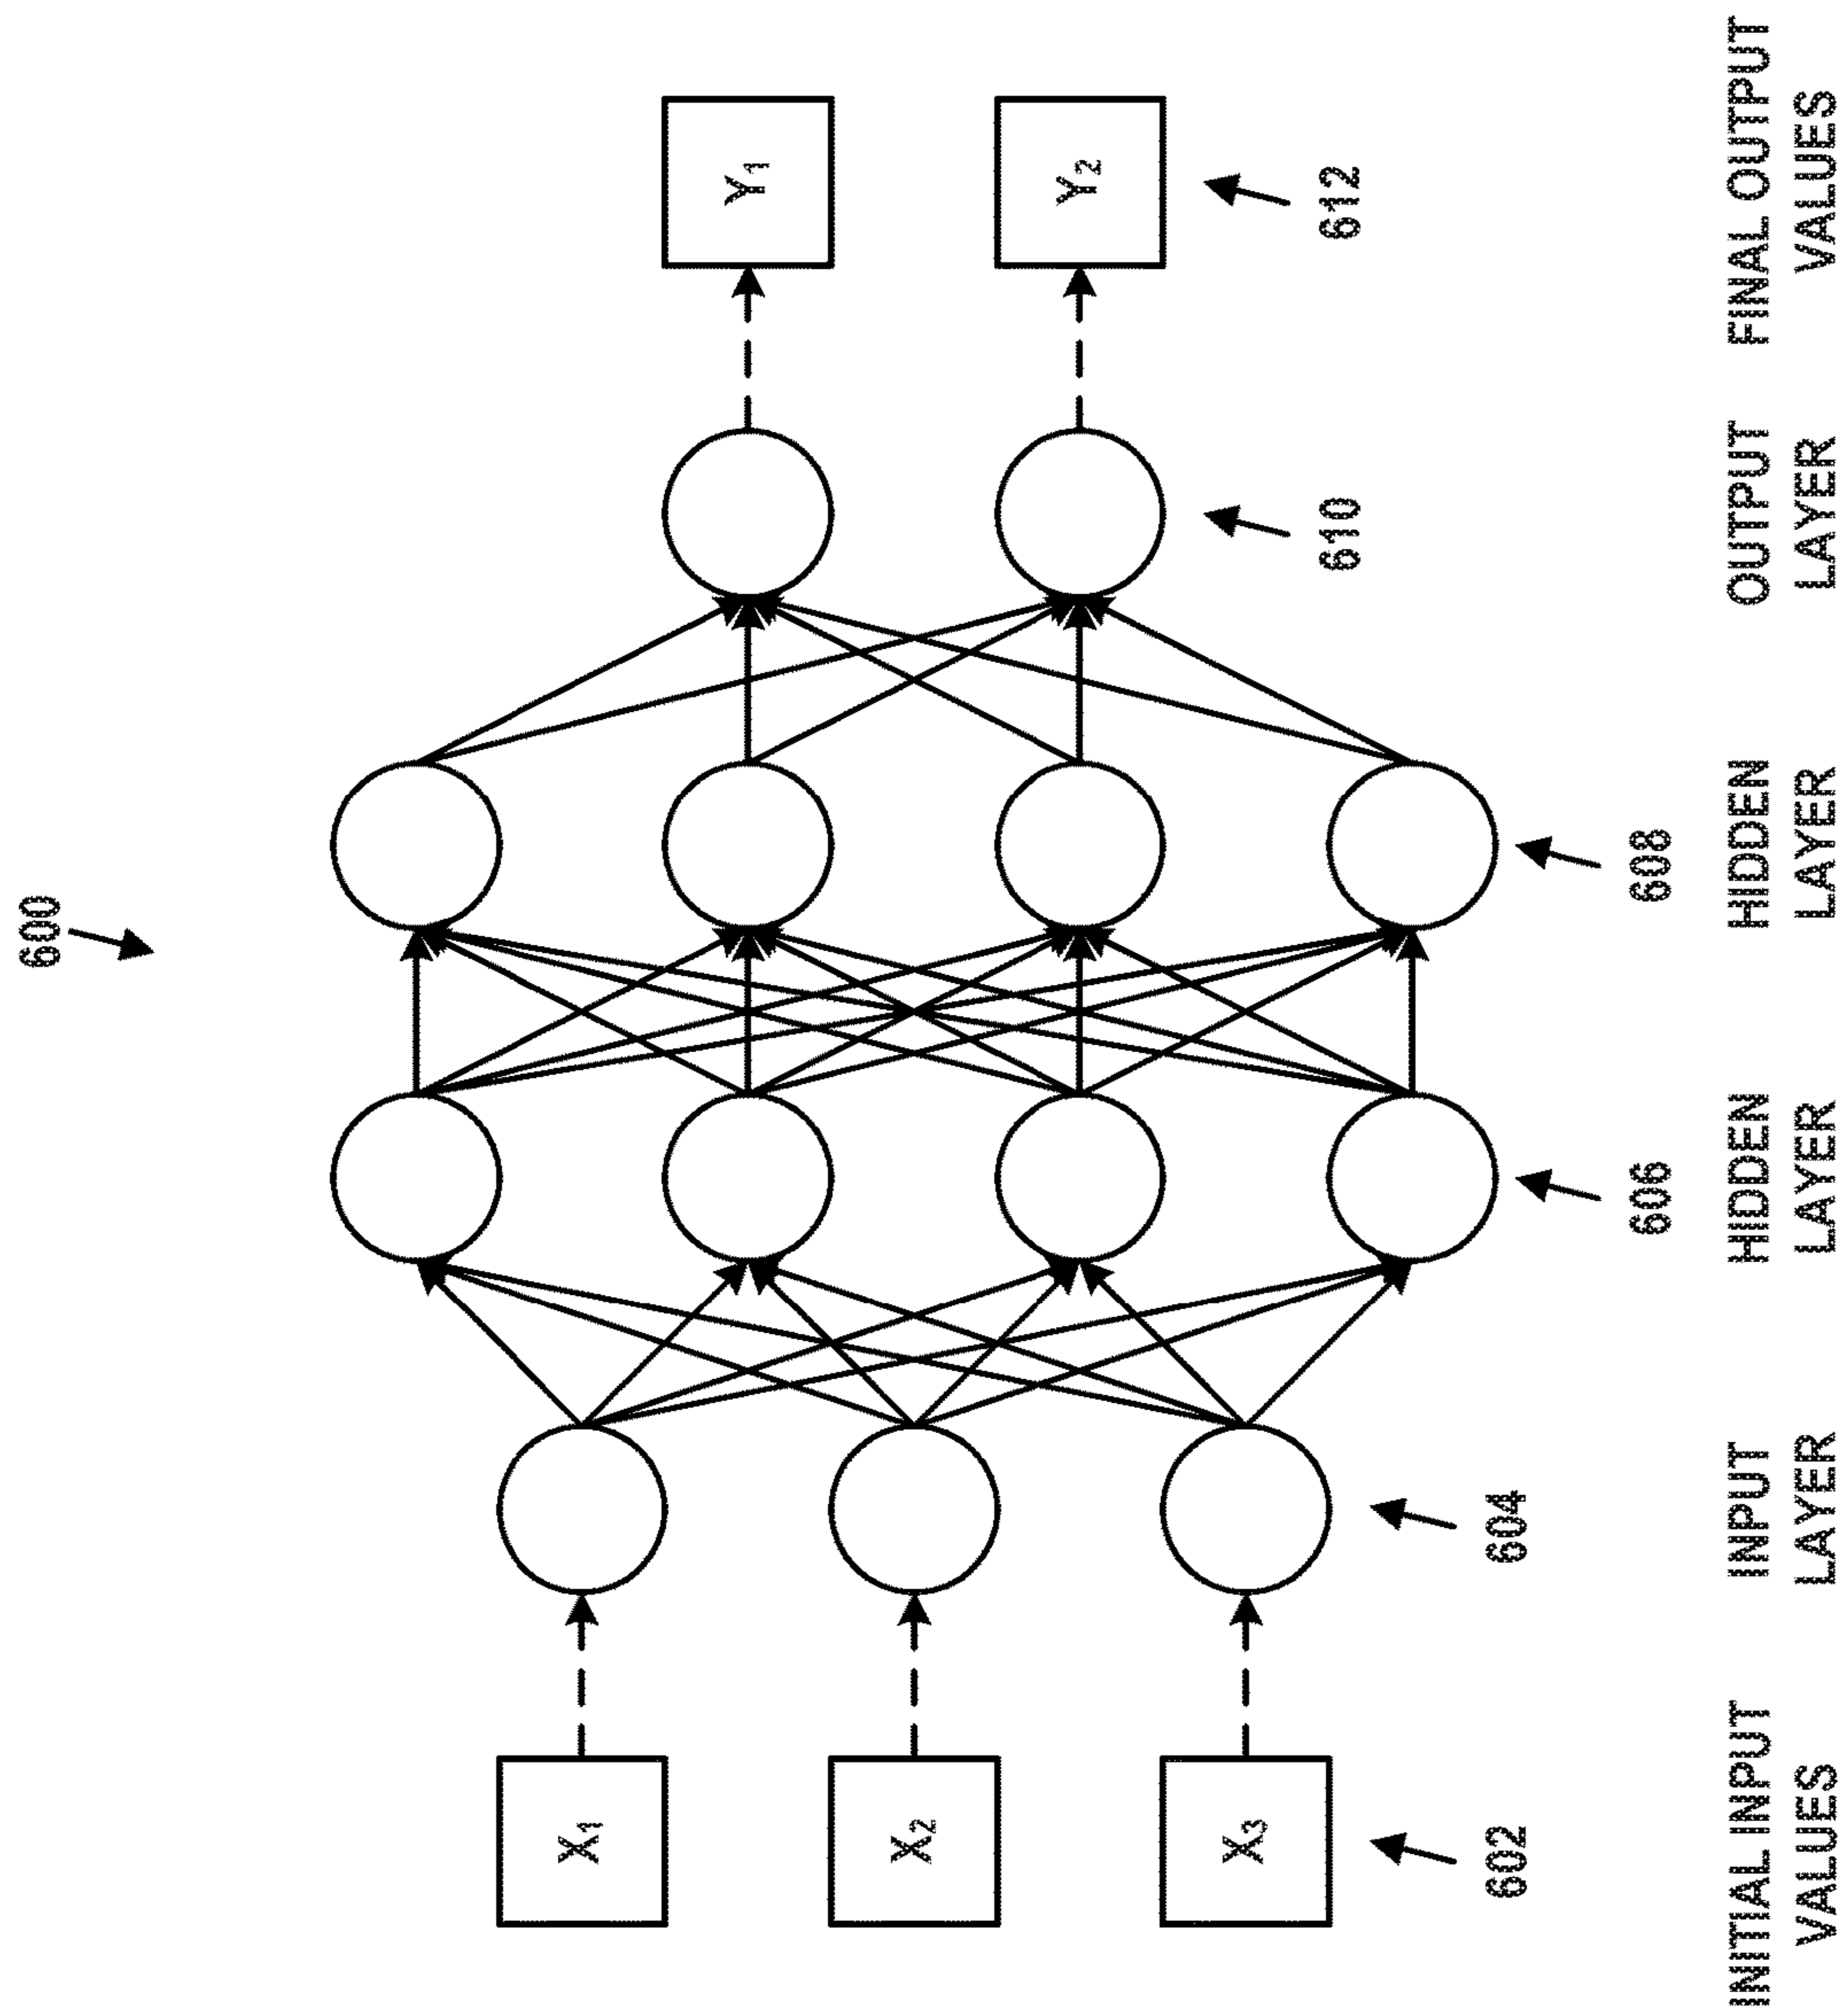 600
X1
X2
X3
Y1
Y2
602
604
606
608
610
612
INITIAL INPUT
VALUES
INPUT
LAYER
HIDDEN
LAYER
HIDDEN
LAYER
OUTPUT
LAYER
FINAL OUTPUT
VALUES